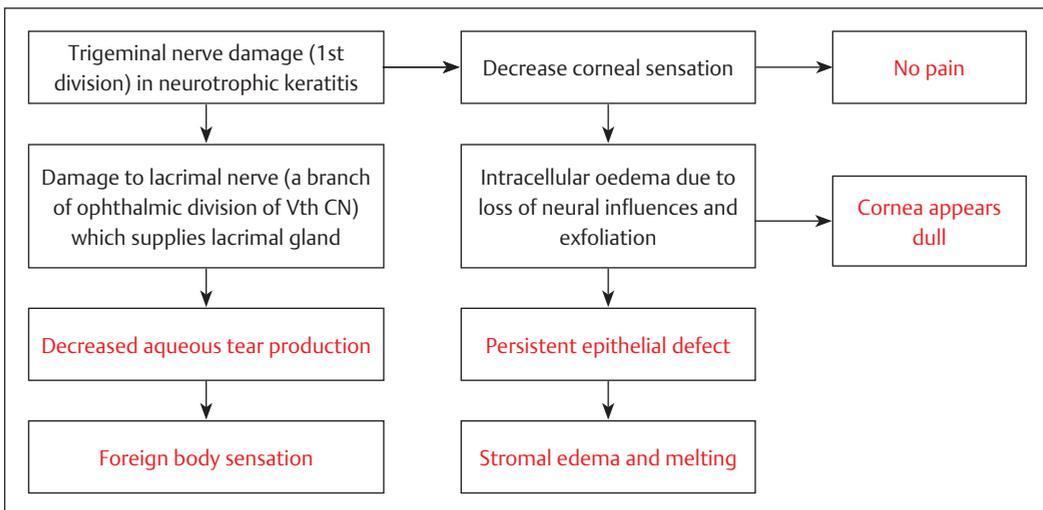 Trigeminal nerve damage (1st
division) in neurotrophic keratitis
Decrease corneal sensation
No pain
Damage to lacrimal nerve (a branch
of ophthalmic division of Vth CN)
which supplies lacrimal gland
Intracellular oedema due to
loss of neural influences and
exfoliation
Cornea appears
dull
Decreased aqueous tear production
Persistent epithelial defect
Foreign body sensation
Stromal edema and melting